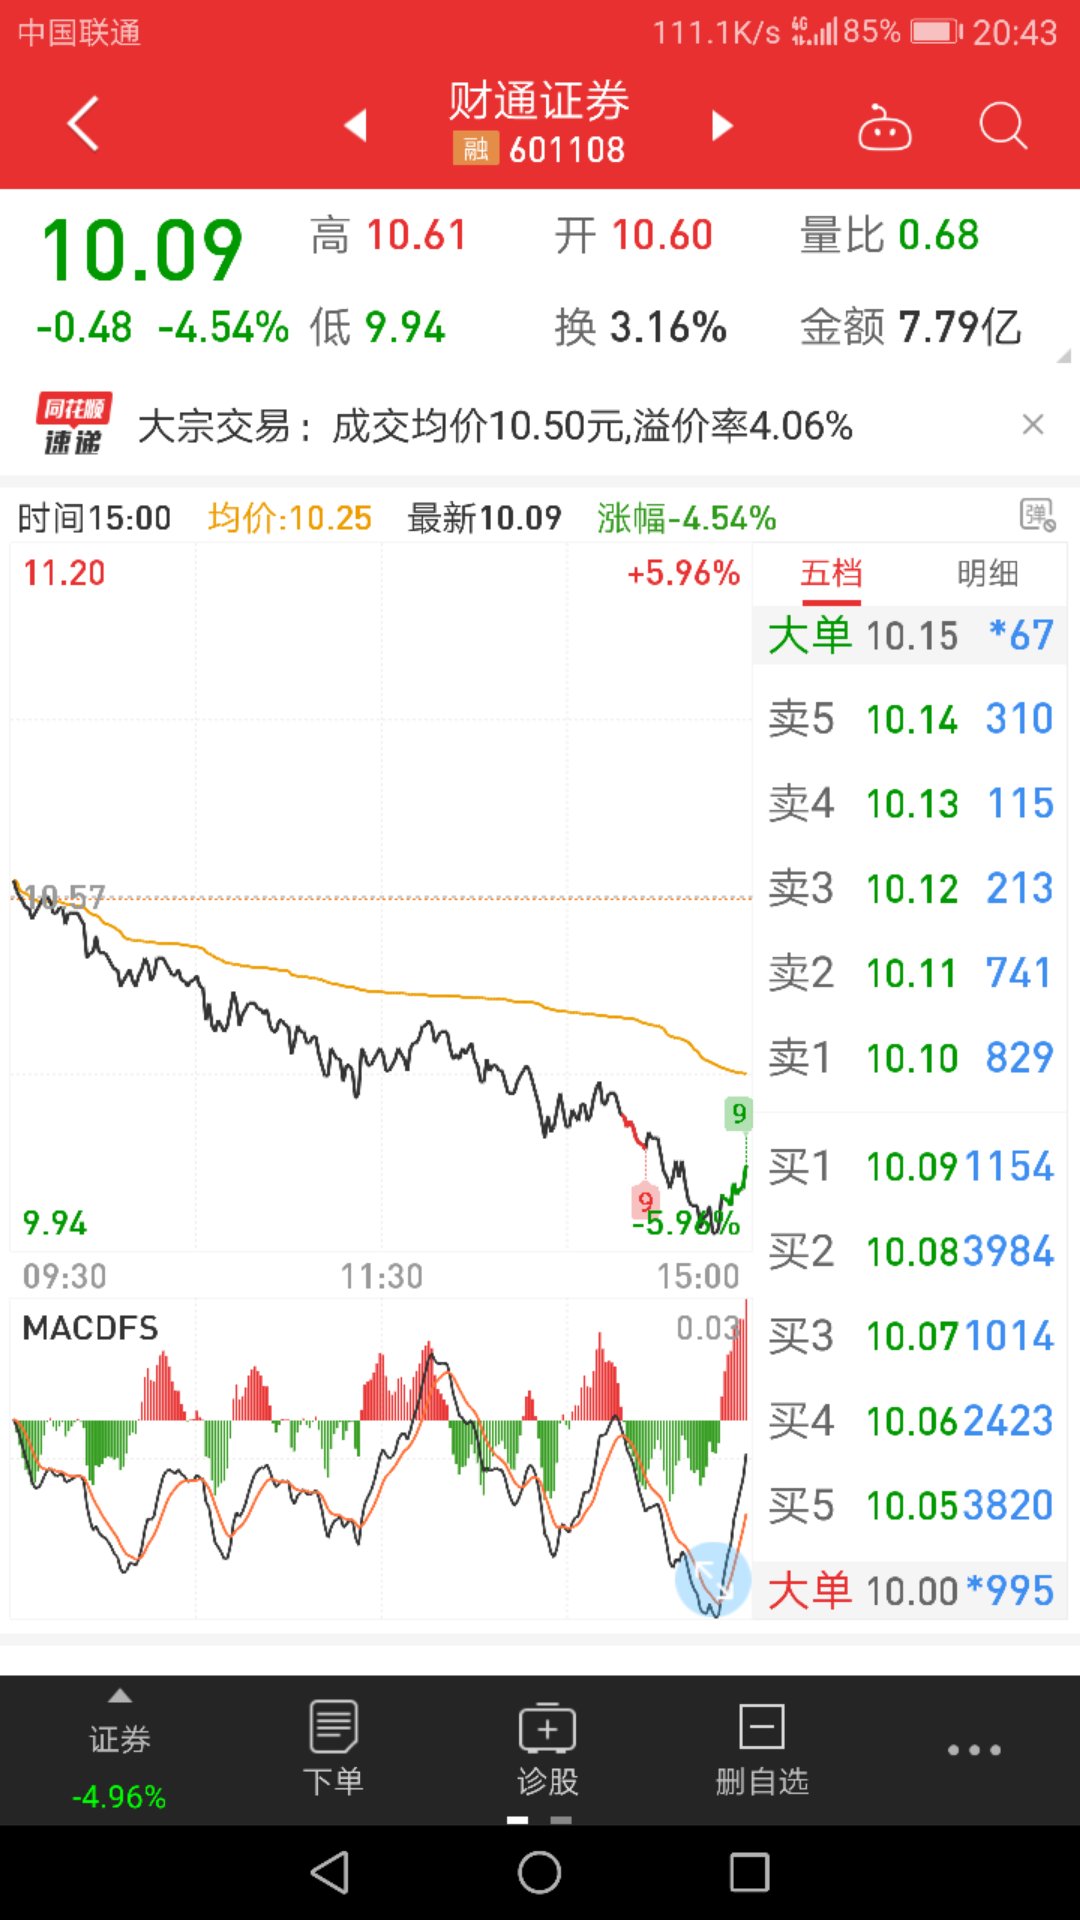 中国联通 111.1K/s 4G 85% 20:43
财通证券
融 601108
10.09 高 10.61 开 10.60 量比 0.68
-0.48 -4.54% 低 9.94 换 3.16% 金额 7.79亿
同花顺
速递
大宗交易：成交均价10.50元,溢价率4.06% ×
时间15:00 均价:10.25 最新10.09 涨幅-4.54% 弹
11.20 +5.96%
10.57
9
9
9.94 -5.96%
09:30 11:30 15:00
MACDFS 0.03
五档 明细
大单 10.15 *67
卖5 10.14 310
卖4 10.13 115
卖3 10.12 213
卖2 10.11 741
卖1 10.10 829
买1 10.09 1154
买2 10.08 3984
买3 10.07 1014
买4 10.06 2423
买5 10.05 3820
大单 10.00 *995
证券 下单 诊股 删自选
-4.96%